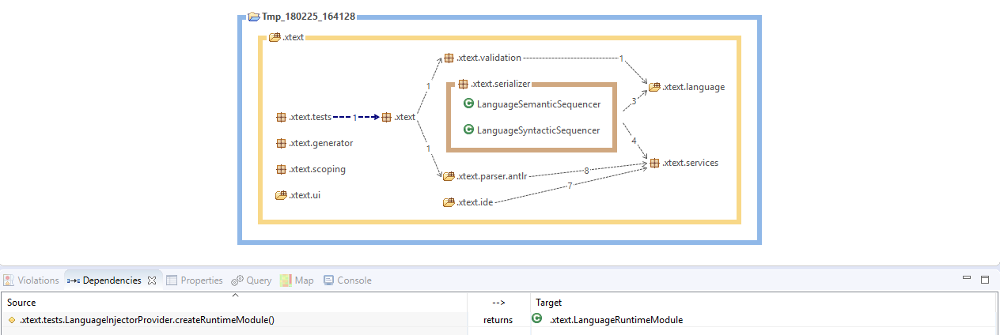 Tmp_180225_164128
.xtext
.xtext.validation
1
.xtext.serializer
1
.xtext.language
LanguageSemanticSequencer
3
.xtext.tests
1
.xtext
LanguageSyntacticSequencer
.xtext.generator
4
1
.xtext.scoping
.xtext.services
.xtext.parser.antlr
8
.xtext.ui
7
.xtext.ide
Violations Dependencies Properties Query Map Console
Source --> Target
.xtext.tests.LanguageInjectorProvider.createRuntimeModule() returns .xtext.LanguageRuntimeModule